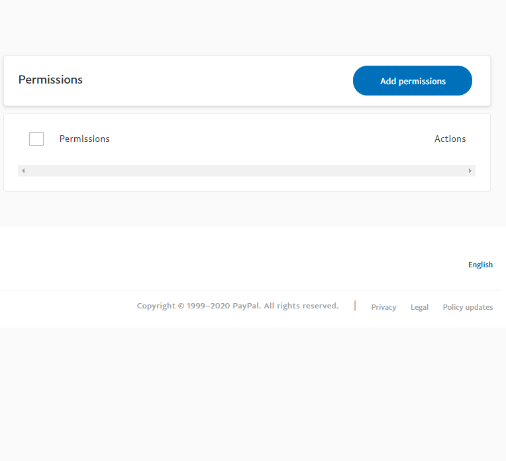 Permissions
Add permissions
Permissions
Actions
English
Copyright © 1999–2020 PayPal. All rights reserved. | Privacy Legal Policy updates